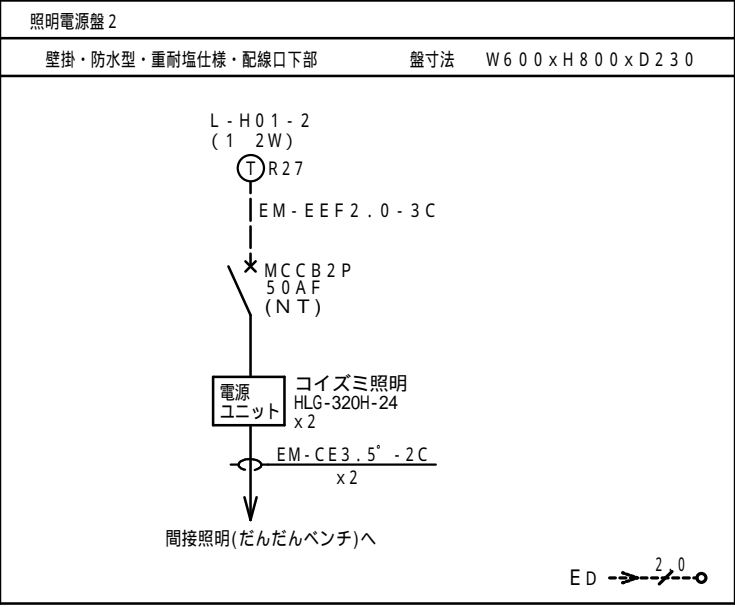 照明電源盤2
壁掛・防水型・重耐塩仕様・配線口下部 盤寸法 W600xH800xD230
L-H01-2
(1 2W)
T R27
EM-EEF2.0-3C
MCCB2P
50AF
(NT)
電源
ユニット
コイズミ照明
HLG-320H-24
x2
EM-CE3.5゜-2C
x2
間接照明(だんだんベンチ)へ
ED 2.0